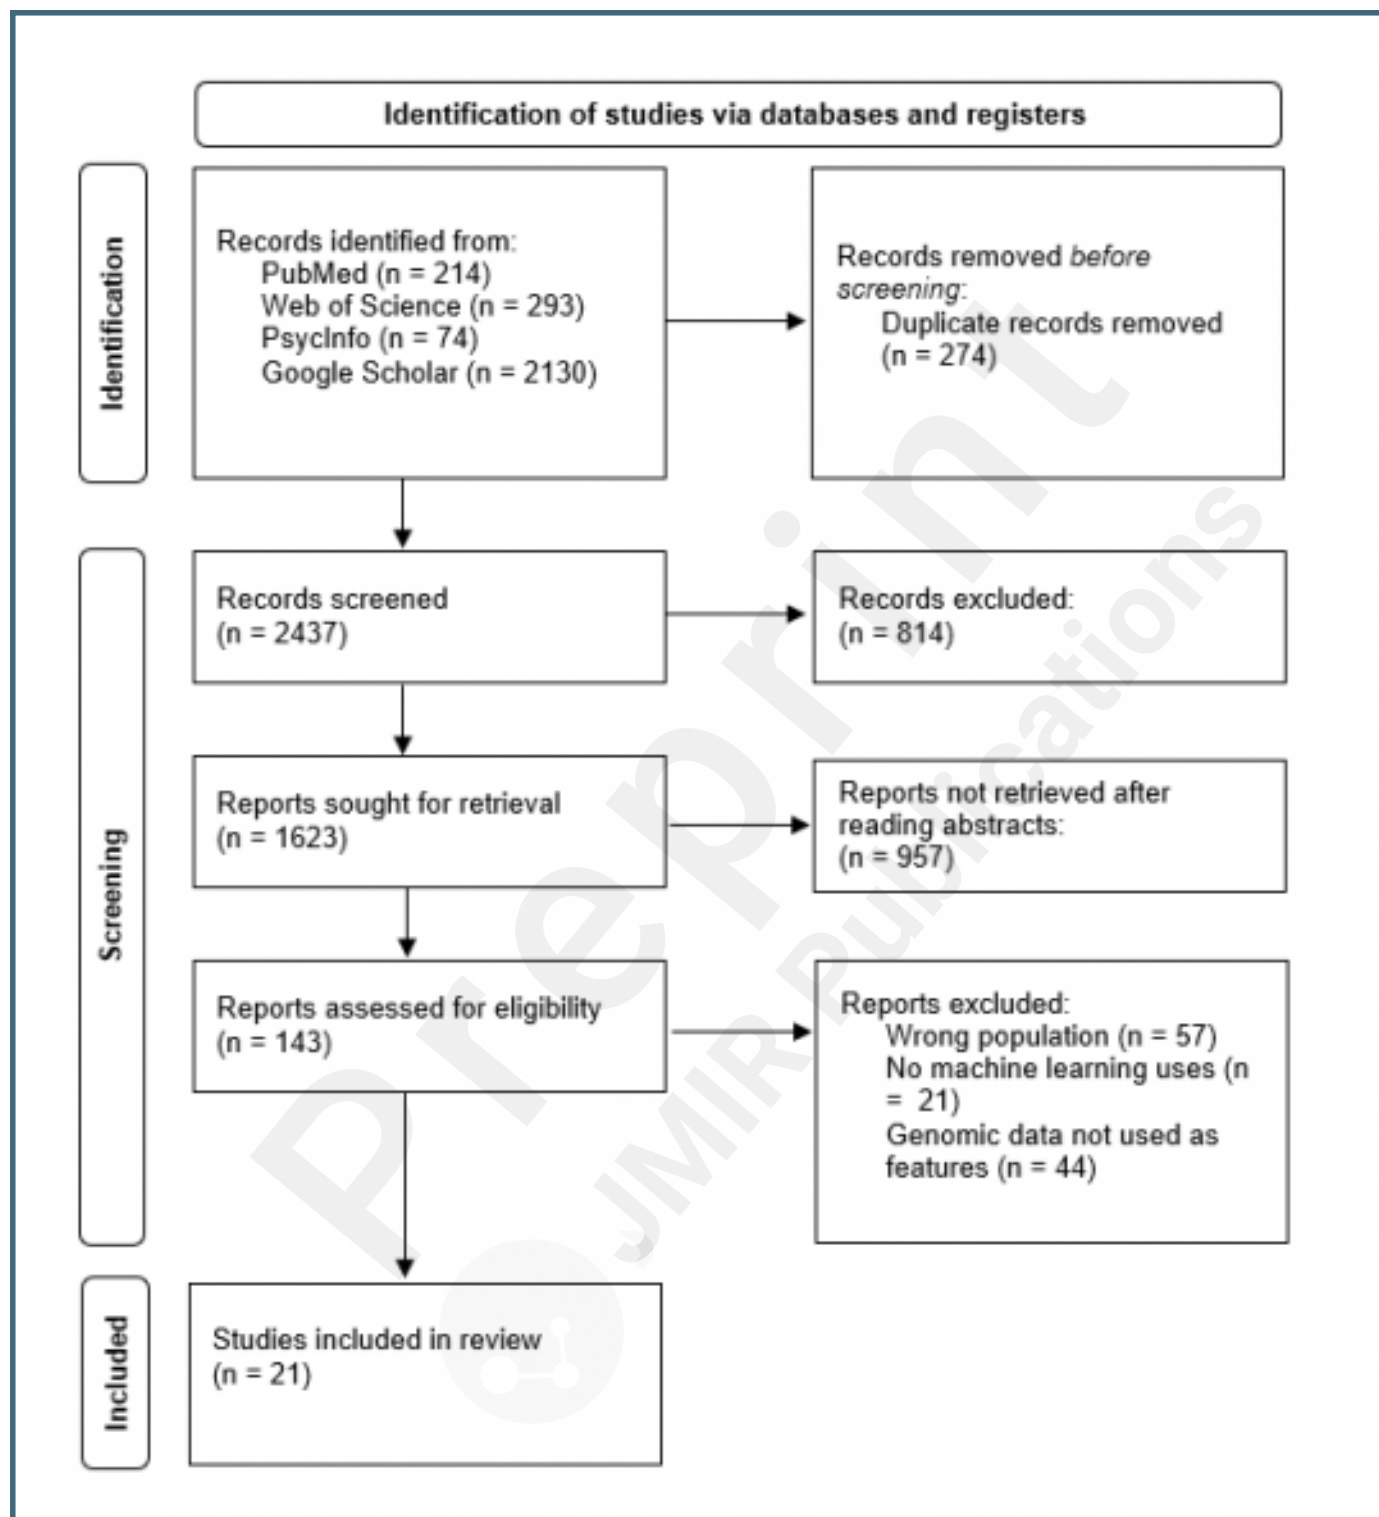 Identification of studies via databases and registers
Identification
Records identified from:
PubMed (n = 214)
Web of Science (n = 293)
PsycInfo (n = 74)
Google Scholar (n = 2130)
Records removed before
screening:
Duplicate records removed
(n = 274)
Screening
Records screened
(n = 2437)
Records excluded:
(n = 814)
Reports sought for retrieval
(n = 1623)
Reports not retrieved after
reading abstracts:
(n = 957)
Reports assessed for eligibility
(n = 143)
Reports excluded:
Wrong population (n = 57)
No machine learning uses (n
= 21)
Genomic data not used as
features (n = 44)
Included
Studies included in review
(n = 21)
Preprint
JMIR Publications